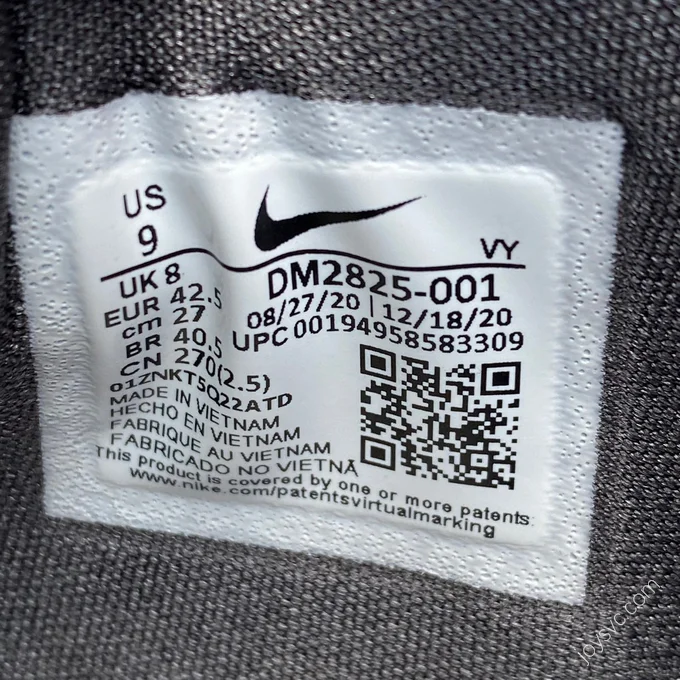 US
9
VY
UK 8
EUR 42.5
cm 27
BR 40.5
CN 270(2.5)
DM2825-001
08/27/20 | 12/18/20
UPC 00194958583309
01ZNKT5Q22ATD
MADE IN VIETNAM
HECHO EN VIETNAM
FABRIQUE AU VIETNAM
FABRICADO NO VIETNÃ
This product is covered by one or more patents:
www.nike.com/patentsvirtualmarking
joysyc.com